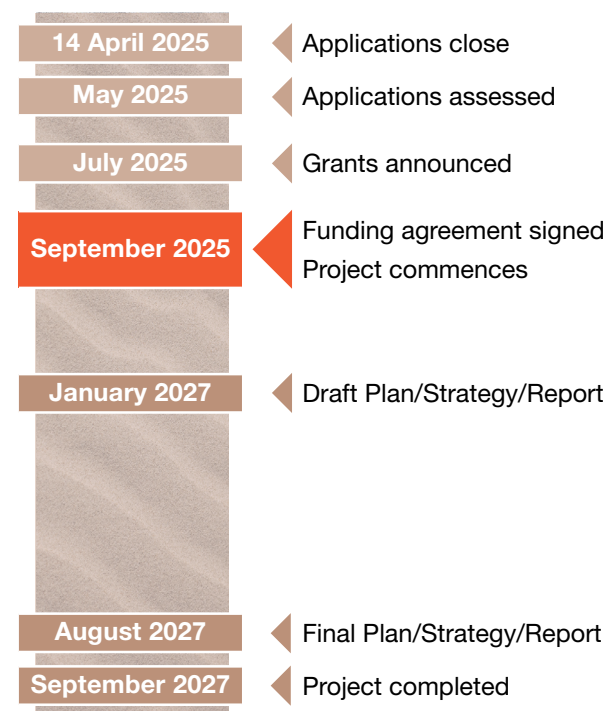 14 April 2025
Applications close
May 2025
Applications assessed
July 2025
Grants announced
September 2025
Funding agreement signed
Project commences
January 2027
Draft Plan/Strategy/Report
August 2027
Final Plan/Strategy/Report
September 2027
Project completed